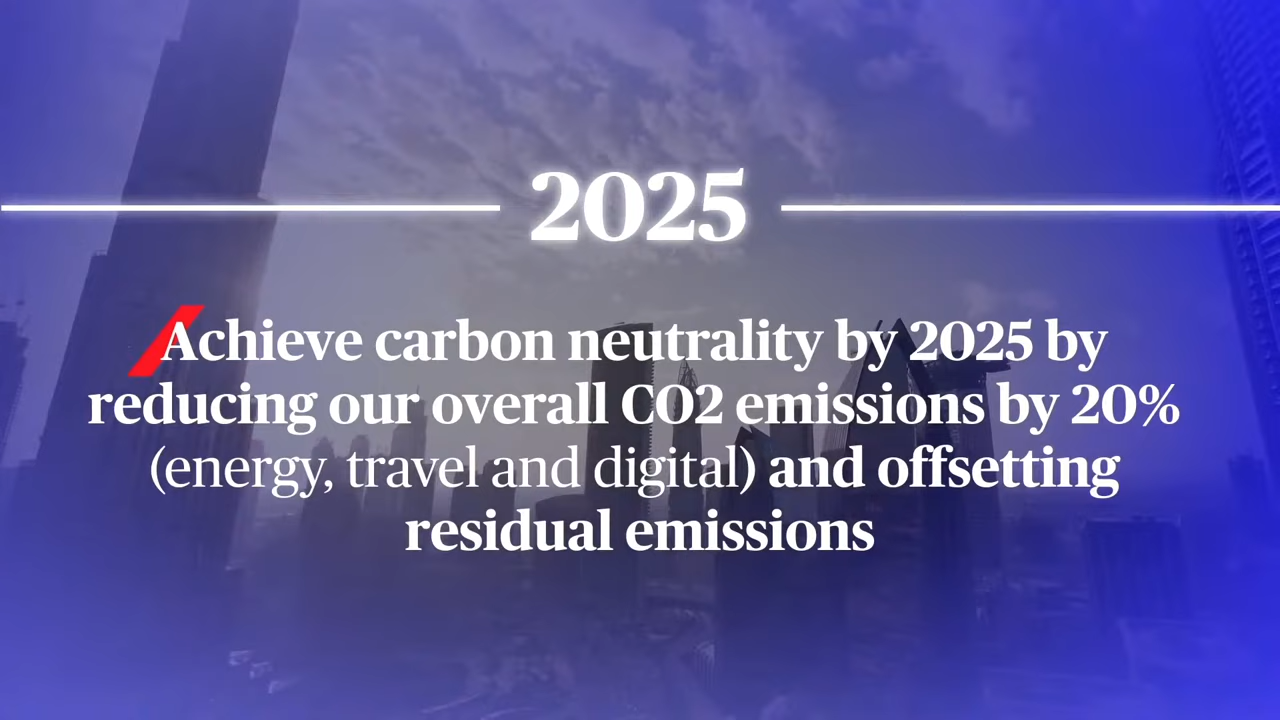 2025
Achieve carbon neutrality by 2025 by
reducing our overall CO2 emissions by 20%
(energy, travel and digital) and offsetting
residual emissions